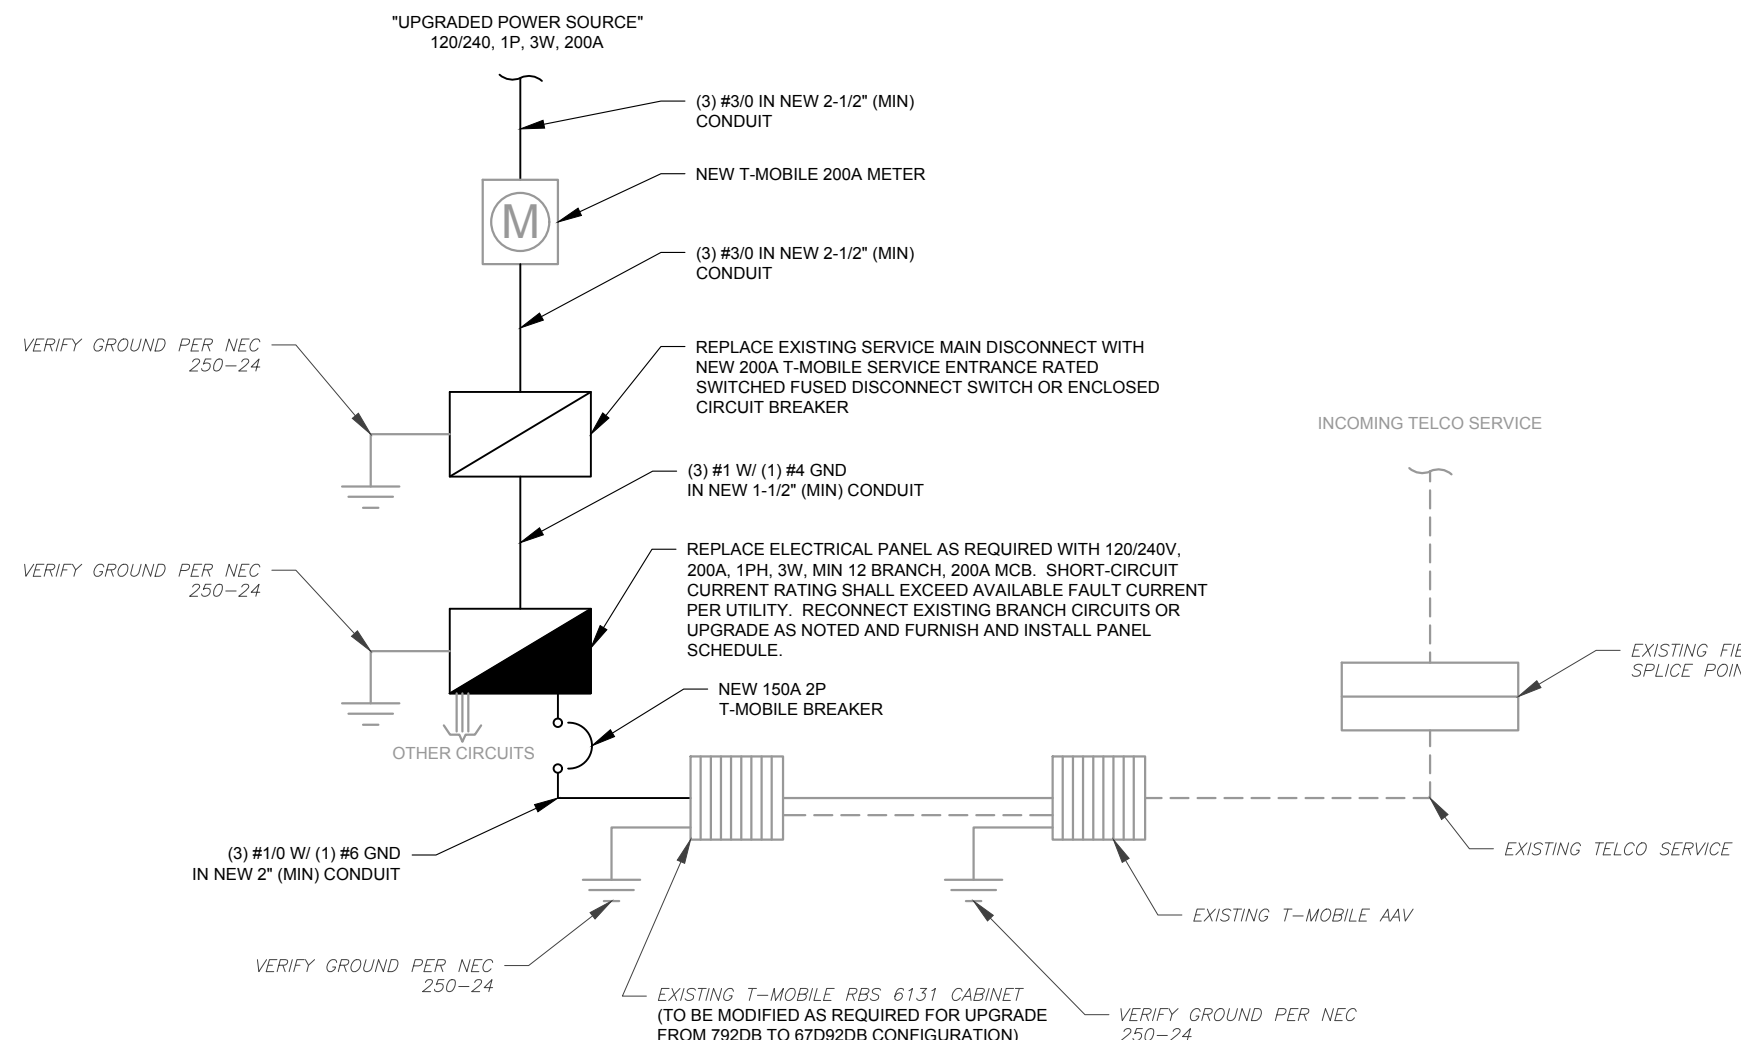 "UPGRADED POWER SOURCE"
120/240, 1P, 3W, 200A
(3) #3/0 IN NEW 2-1/2" (MIN)
CONDUIT
NEW T-MOBILE 200A METER
M
(3) #3/0 IN NEW 2-1/2" (MIN)
CONDUIT
VERIFY GROUND PER NEC
250-24
REPLACE EXISTING SERVICE MAIN DISCONNECT WITH
NEW 200A T-MOBILE SERVICE ENTRANCE RATED
SWITCHED FUSED DISCONNECT SWITCH OR ENCLOSED
CIRCUIT BREAKER
INCOMING TELCO SERVICE
(3) #1 W/ (1) #4 GND
IN NEW 1-1/2" (MIN) CONDUIT
VERIFY GROUND PER NEC
250-24
REPLACE ELECTRICAL PANEL AS REQUIRED WITH 120/240V,
200A, 1PH, 3W, MIN 12 BRANCH, 200A MCB. SHORT-CIRCUIT
CURRENT RATING SHALL EXCEED AVAILABLE FAULT CURRENT
PER UTILITY. RECONNECT EXISTING BRANCH CIRCUITS OR
UPGRADE AS NOTED AND FURNISH AND INSTALL PANEL
SCHEDULE.
EXISTING
SPLICE
NEW 150A 2P
T-MOBILE BREAKER
OTHER CIRCUITS
(3) #1/0 W/ (1) #6 GND
IN NEW 2" (MIN) CONDUIT
EXISTING TELCO SERVICE
EXISTING T-MOBILE AAV
VERIFY GROUND PER NEC
250-24
EXISTING T-MOBILE RBS 6131 CABINET
(TO BE MODIFIED AS REQUIRED FOR UPGRADE
FROM 792DB TO 67D92DB CONFIGURATION)
VERIFY GROUND PER NEC
250-24